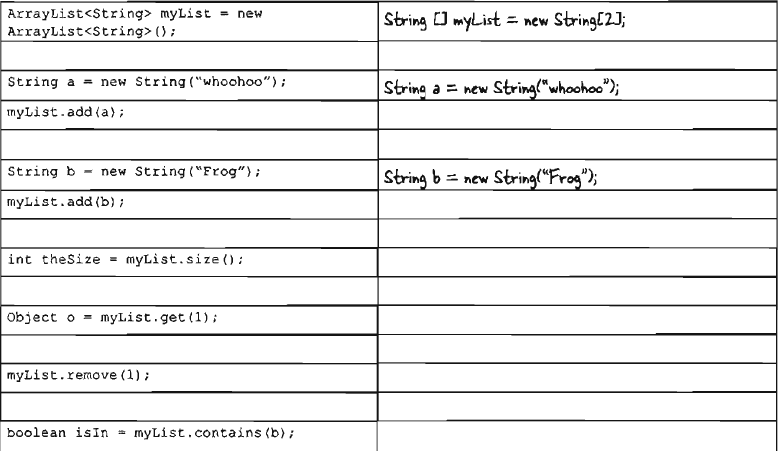 ArrayList<String> myList = new
ArrayList<String>();
String [] myList = new String[2];
String a = new String("whoohoo");
String a = new String("whoohoo");
myList.add(a);
String b = new String("Frog");
String b = new String("Frog");
myList.add(b);
int theSize = myList.size();
Object o = myList.get(1);
myList.remove(1);
boolean isIn = myList.contains(b);